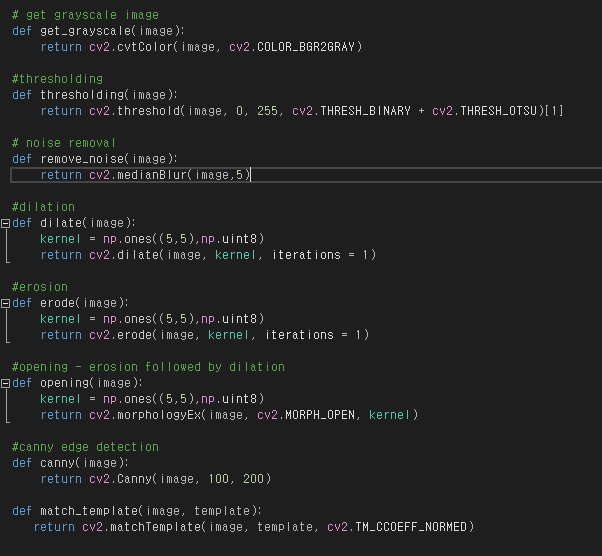 # get grayscale image
def get_grayscale(image):
    return cv2.cvtColor(image, cv2.COLOR_BGR2GRAY)
#thresholding
def thresholding(image):
    return cv2.threshold(image, 0, 255, cv2.THRESH_BINARY + cv2.THRESH_OTSU)[1]
# noise removal
def remove_noise(image):
    return cv2.medianBlur(image,5)
#dilation
def dilate(image):
    kernel = np.ones((5,5),np.uint8)
    return cv2.dilate(image, kernel, iterations = 1)
#erosion
def erode(image):
    kernel = np.ones((5,5),np.uint8)
    return cv2.erode(image, kernel, iterations = 1)
#opening - erosion followed by dilation
def opening(image):
    kernel = np.ones((5,5),np.uint8)
    return cv2.morphologyEx(image, cv2.MORPH_OPEN, kernel)
#canny edge detection
def canny(image):
    return cv2.Canny(image, 100, 200)
def match_template(image, template):
   return cv2.matchTemplate(image, template, cv2.TM_CCOEFF_NORMED)